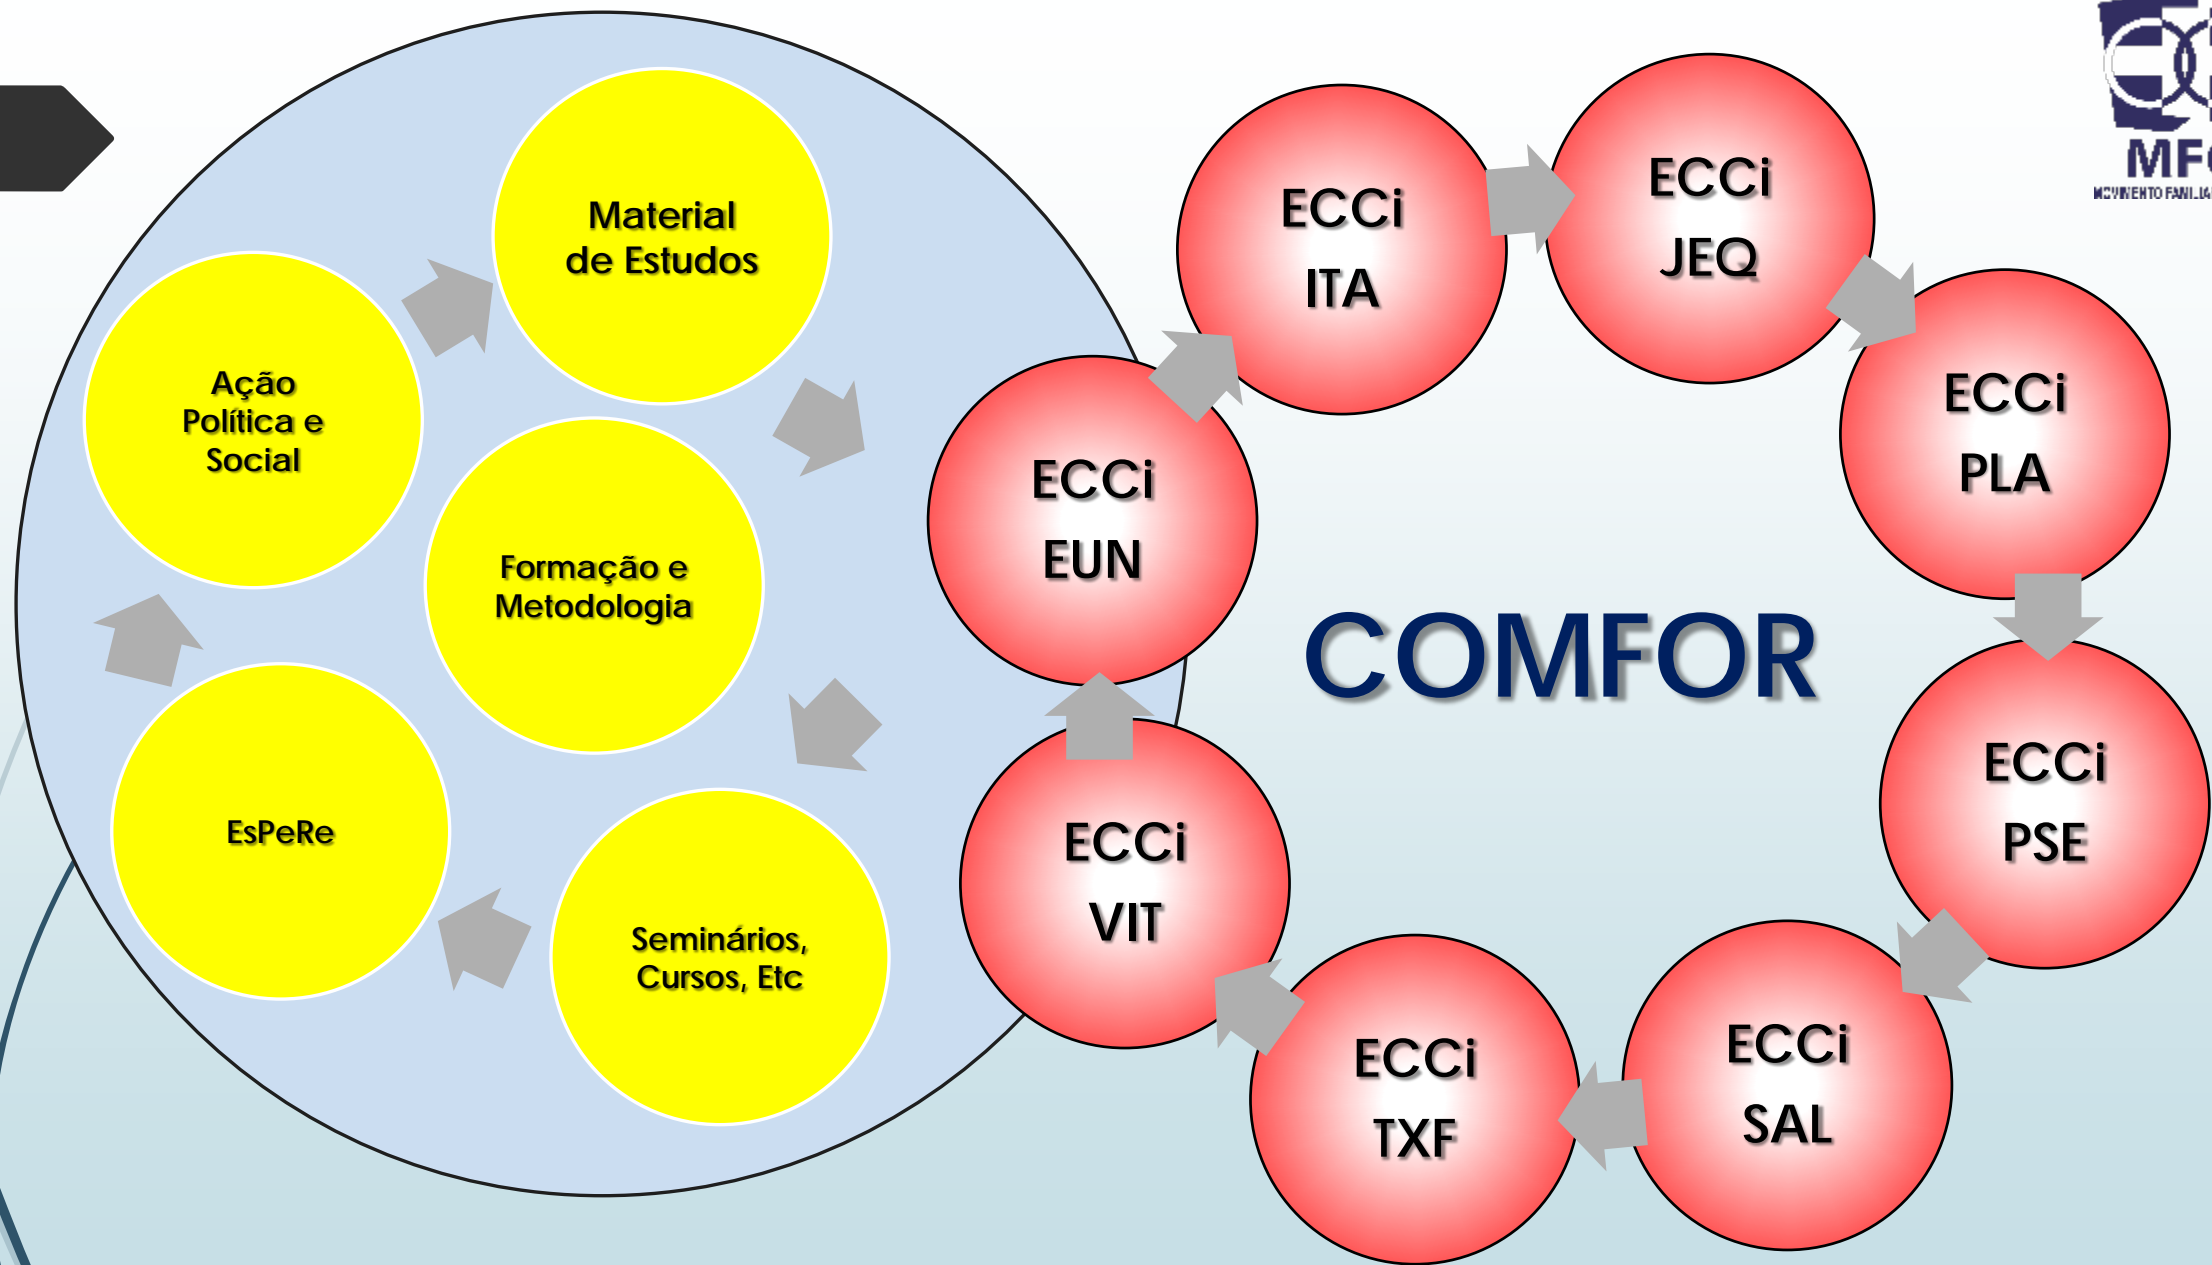 Material
de Estudos
Ação
Política e
Social
Formação e
Metodologia
EsPeRe
Seminários,
Cursos, Etc
ECCi
ITA
ECCi
JEQ
ECCi
PLA
ECCi
EUN
COMFOR
ECCi
PSE
ECCi
VIT
ECCi
SAL
ECCi
TXF